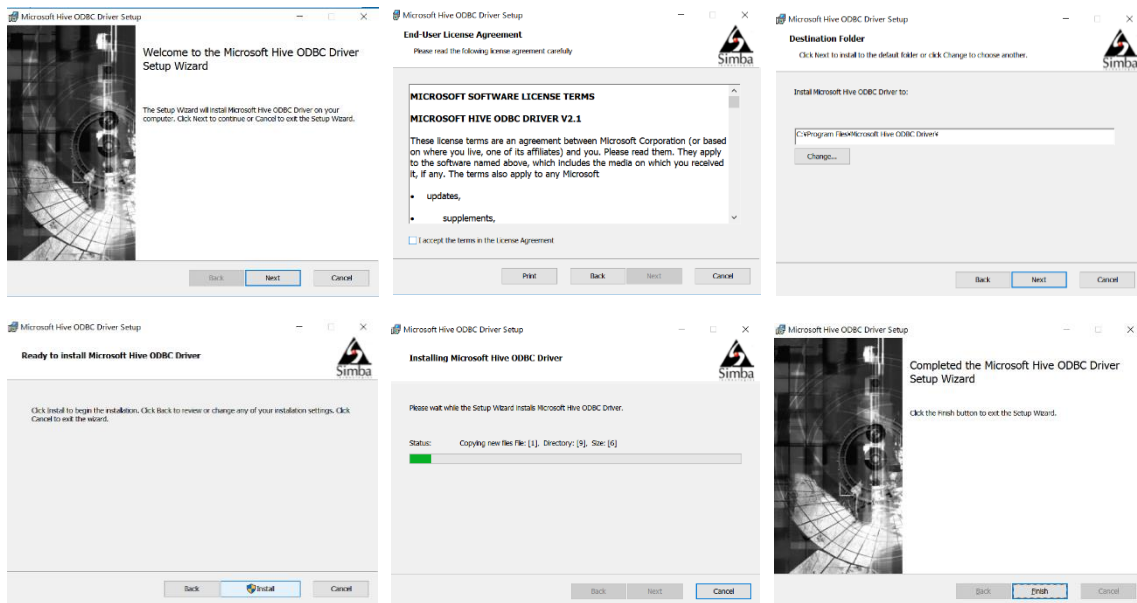 Microsoft Hive ODBC Driver Setup
Welcome to the Microsoft Hive ODBC Driver
Setup Wizard
The Setup Wizard will install Microsoft Hive ODBC Driver on your
computer. Click Next to continue or Cancel to exit the Setup Wizard.
Back Next Cancel
Microsoft Hive ODBC Driver Setup
End-User License Agreement
Please read the following license agreement carefully
Simba
MICROSOFT SOFTWARE LICENSE TERMS
MICROSOFT HIVE ODBC DRIVER V2.1
These license terms are an agreement between Microsoft Corporation (or based
on where you live, one of its affiliates) and you. Please read them. They apply
to the software named above, which includes the media on which you received
it, if any. The terms also apply to any Microsoft
• updates,
• supplements,
I accept the terms in the License Agreement
Print Back Next Cancel
Microsoft Hive ODBC Driver Setup
Destination Folder
Click Next to install to the default folder or click Change to choose another.
Simba
Install Microsoft Hive ODBC Driver to:
C:¥Program Files¥Microsoft Hive ODBC Driver¥
Change...
Back Next Cancel
Microsoft Hive ODBC Driver Setup
Ready to install Microsoft Hive ODBC Driver
Simba
Click Install to begin the installation. Click Back to review or change any of your installation settings. Click
Cancel to exit the wizard.
Back Install Cancel
Microsoft Hive ODBC Driver Setup
Installing Microsoft Hive ODBC Driver
Simba
Please wait while the Setup Wizard installs Microsoft Hive ODBC Driver.
Status: Copying new files File: [1], Directory: [9], Size: [6]
Back Next Cancel
Microsoft Hive ODBC Driver Setup
Completed the Microsoft Hive ODBC Driver
Setup Wizard
Click the Finish button to exit the Setup Wizard.
Back Finish Cancel